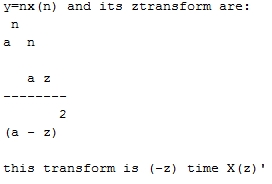 y=nx(n) and its ztransform are:
n
a n
a z
--------
2
(a - z)
this transform is (-z) time X(z)'